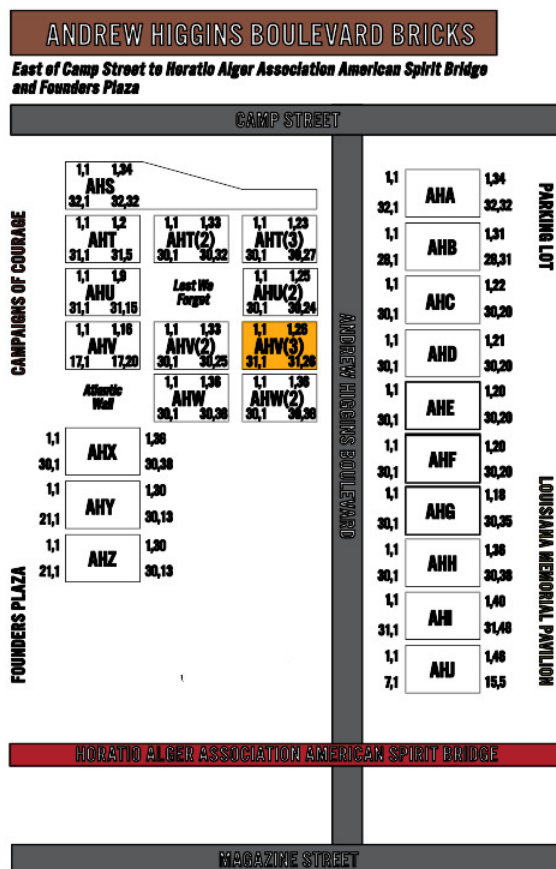 ANDREW HIGGINS BOULEVARD BRICKS
East of Camp Street to Horatio Alger Association American Spirit Bridge
and Founders Plaza
CAMP STREET
CAMPAIGNS OF COURAGE
FOUNDERS PLAZA
1,1 1,34
AHS
32,1 32,32
1,1 1,2
AHT
31,1 31,5
1,1 1,33
AHT(2)
30,1 30,32
1,1 1,23
AHT(3)
30,1 30,27
1,1 1,9
AHU
31,1 31,15
Lest We
Forget
1,1 1,25
AHU(2)
30,1 30,24
1,1 1,16
AHV
17,1 17,20
1,1 1,33
AHV(2)
30,1 30,25
1,1 1,26
AHV(3)
31,1 31,26
Atlantic
Wall
1,1 1,36
AHW
30,1 30,38
1,1 1,36
AHW(2)
30,1 30,38
1,1 1,36
AHX
30,1 30,38
1,1 1,30
AHY
21,1 30,13
1,1 1,30
AHZ
21,1 30,13
ANDREW HIGGINS BOULEVARD
1,1 1,34
AHA
32,1 32,32
1,1 1,31
AHB
28,1 28,31
1,1 1,22
AHC
30,1 30,20
1,1 1,21
AHD
30,1 30,20
1,1 1,20
AHE
30,1 30,20
1,1 1,20
AHF
30,1 30,20
1,1 1,18
AHG
30,1 30,35
1,1 1,36
AHH
30,1 30,38
1,1 1,40
AHI
31,1 31,48
1,1 1,48
AHJ
7,1 15,5
PARKING LOT
LOUISIANA MEMORIAL PAVILION
HORATIO ALGER ASSOCIATION AMERICAN SPIRIT BRIDGE
MAGAZINE STREET